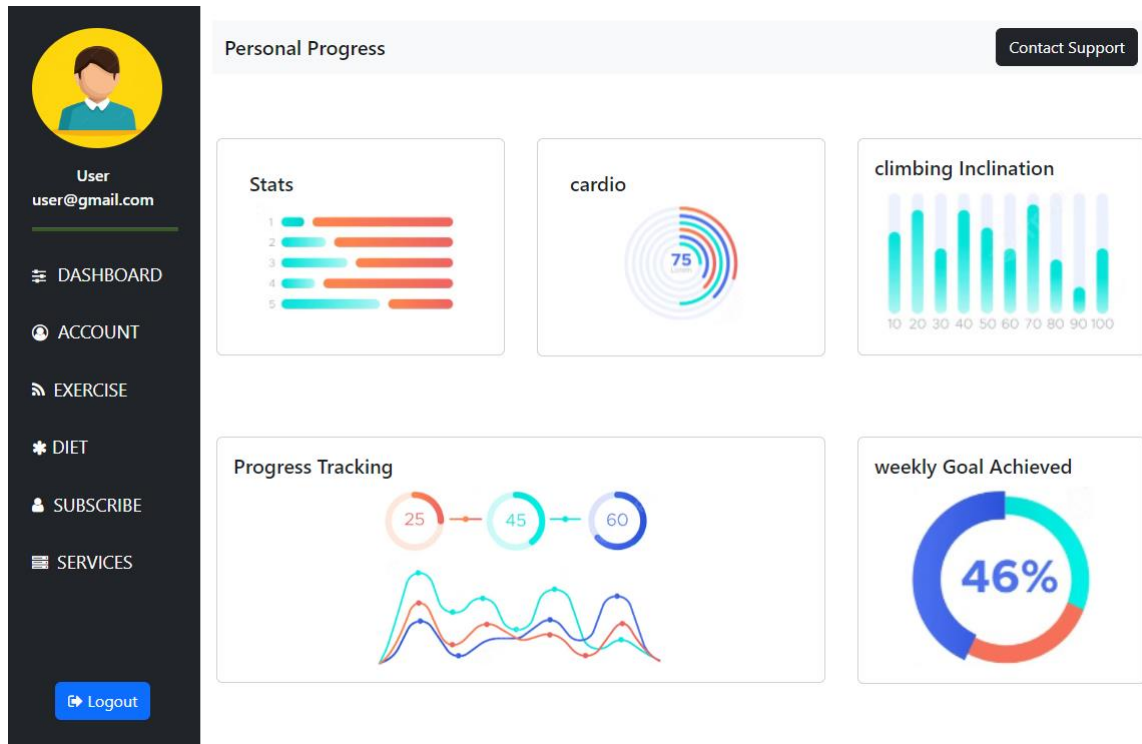 User
user@gmail.com
DASHBOARD
ACCOUNT
EXERCISE
DIET
SUBSCRIBE
SERVICES
Logout
Personal Progress
Contact Support
Stats
1
2
3
4
5
cardio
75
climbing Inclination
10 20 30 40 50 60 70 80 90 100
Progress Tracking
25 45 60
weekly Goal Achieved
46%